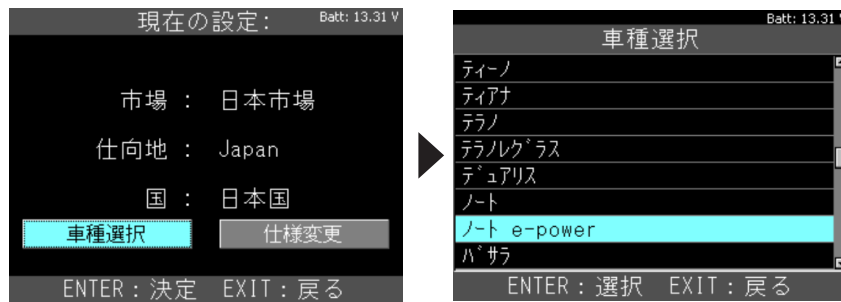 現在の設定: Batt: 13.31 V
市場 : 日本市場
仕向地 : Japan
国 : 日本国
車種選択 仕様変更
ENTER : 決定 EXIT : 戻る
Batt: 13.31 V
車種選択
ティーノ
ティアナ
テラノ
テラノレグラス
デュアリス
ノート
ノート e-power
バサラ
ENTER : 選択 EXIT : 戻る